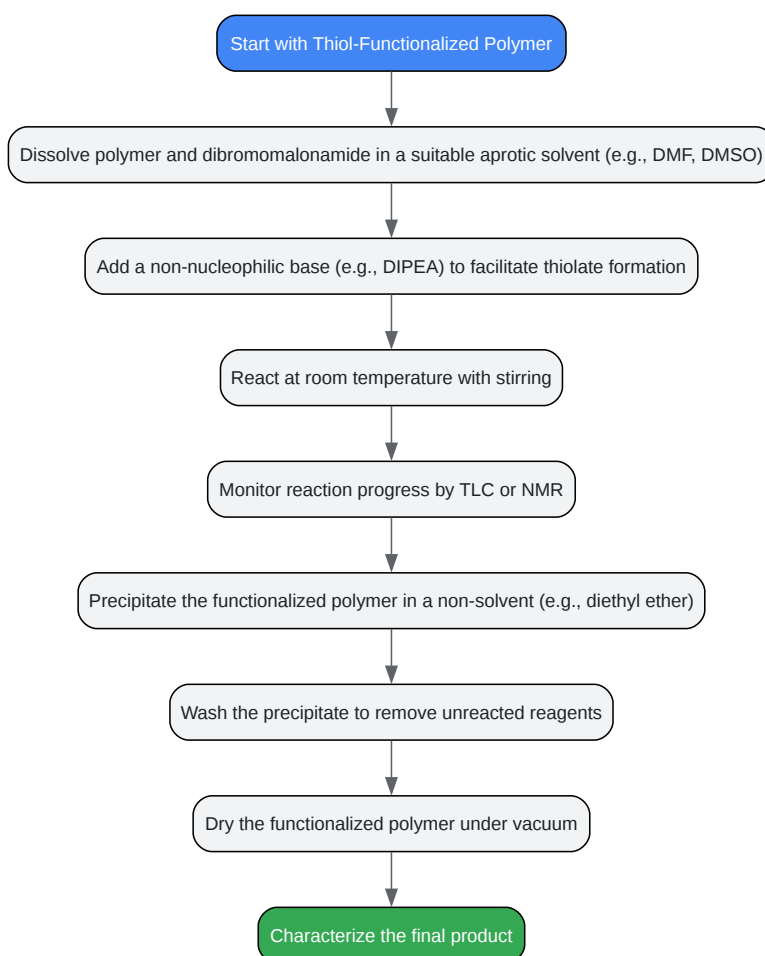 Start with Thiol-Functionalized Polymer
Dissolve polymer and dibromomalonamide in a suitable aprotic solvent (e.g., DMF, DMSO)
Add a non-nucleophilic base (e.g., DIPEA) to facilitate thiolate formation
React at room temperature with stirring
Monitor reaction progress by TLC or NMR
Precipitate the functionalized polymer in a non-solvent (e.g., diethyl ether)
Wash the precipitate to remove unreacted reagents
Dry the functionalized polymer under vacuum
Characterize the final product